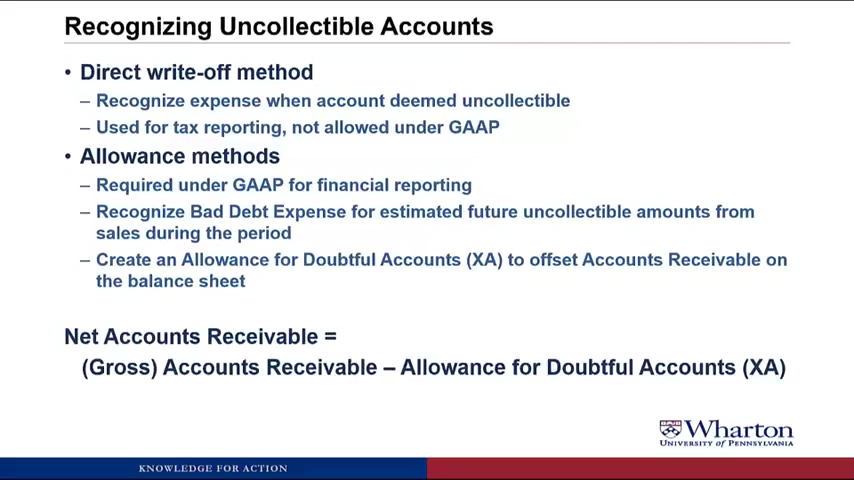 Recognizing Uncollectible Accounts
• Direct write-off method
– Recognize expense when account deemed uncollectible
– Used for tax reporting, not allowed under GAAP
• Allowance methods
– Required under GAAP for financial reporting
– Recognize Bad Debt Expense for estimated future uncollectible amounts from
sales during the period
– Create an Allowance for Doubtful Accounts (XA) to offset Accounts Receivable on
the balance sheet
Net Accounts Receivable =
(Gross) Accounts Receivable – Allowance for Doubtful Accounts (XA)
Wharton
UNIVERSITY of PENNSYLVANIA
KNOWLEDGE FOR ACTION